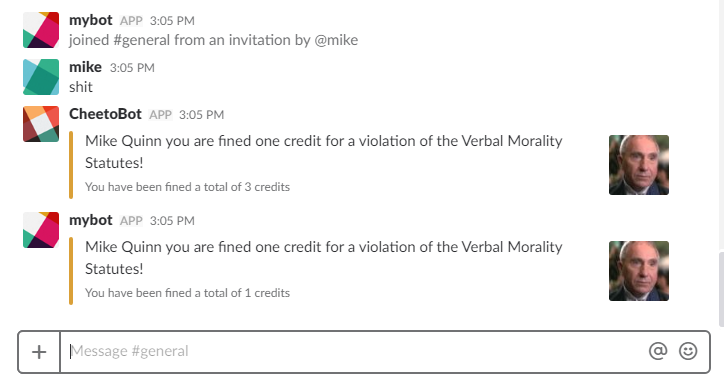 mybot APP 3:05 PM
joined #general from an invitation by @mike
mike 3:05 PM
shit
CheetoBot APP 3:05 PM
Mike Quinn you are fined one credit for a violation of the Verbal Morality
Statutes!
You have been fined a total of 3 credits
mybot APP 3:05 PM
Mike Quinn you are fined one credit for a violation of the Verbal Morality
Statutes!
You have been fined a total of 1 credits
+ Message #general @